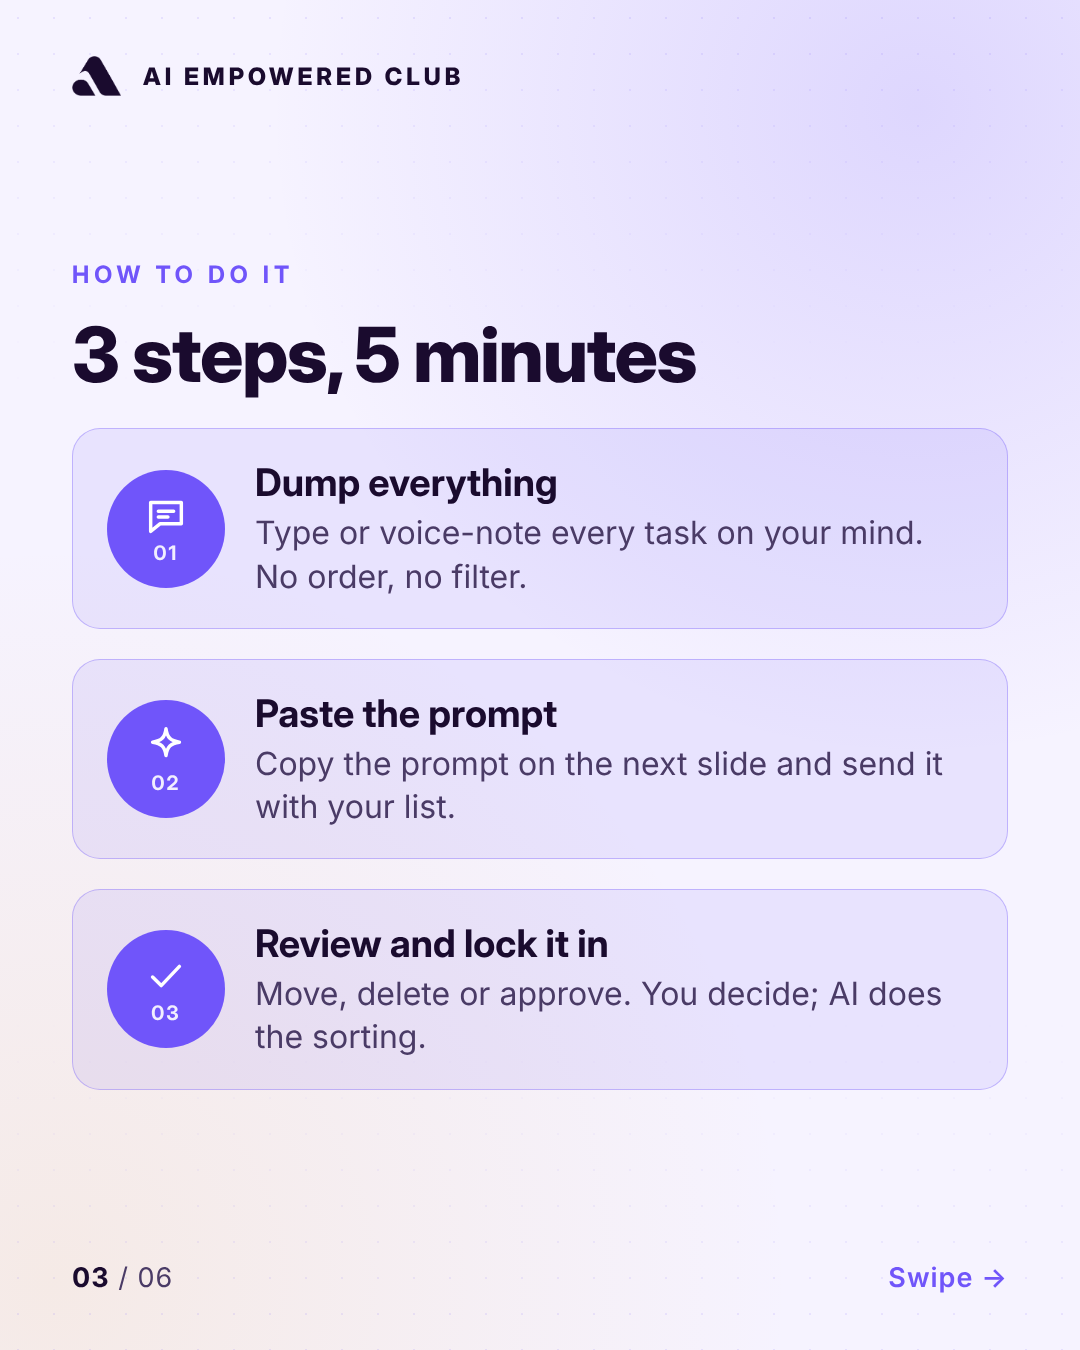 AI EMPOWERED CLUB
HOW TO DO IT
3 steps, 5 minutes
01
Dump everything
Type or voice-note every task on your mind.
No order, no filter.
02
Paste the prompt
Copy the prompt on the next slide and send it
with your list.
03
Review and lock it in
Move, delete or approve. You decide; AI does
the sorting.
03 / 06
Swipe →